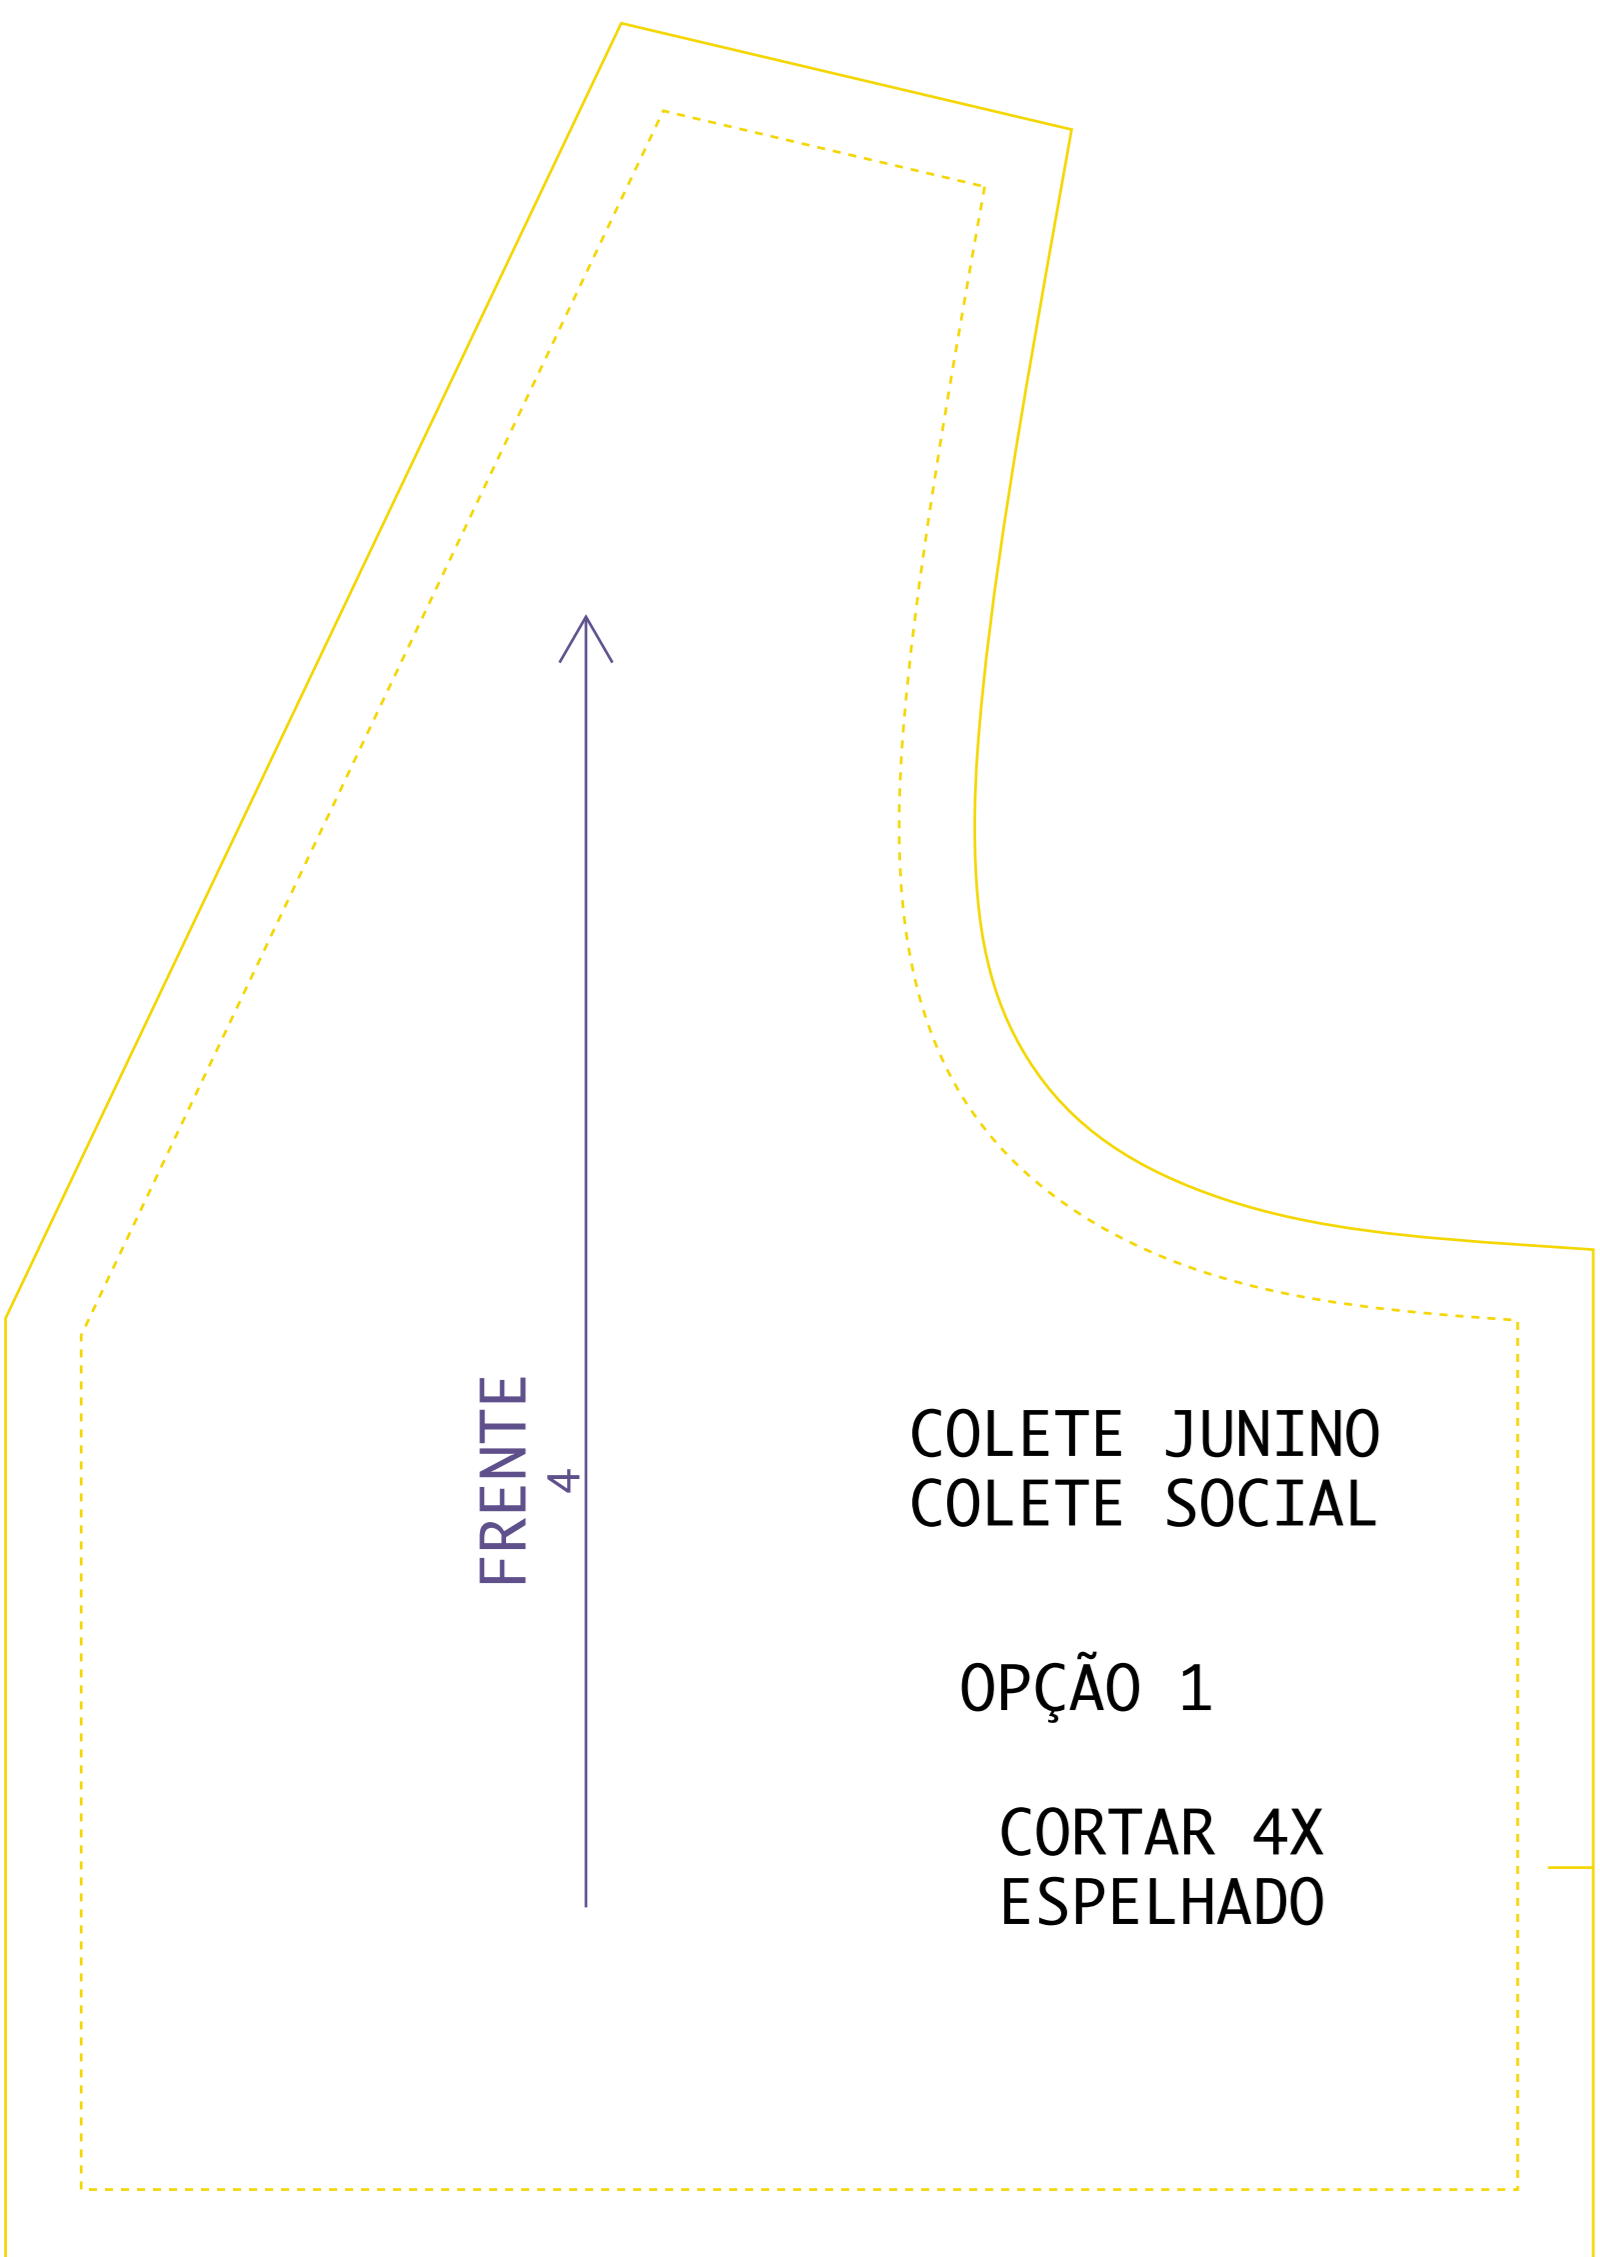 FRENTE
4
COLETE JUNINO
COLETE SOCIAL
OPÇÃO 1
CORTAR 4X
ESPELHADO